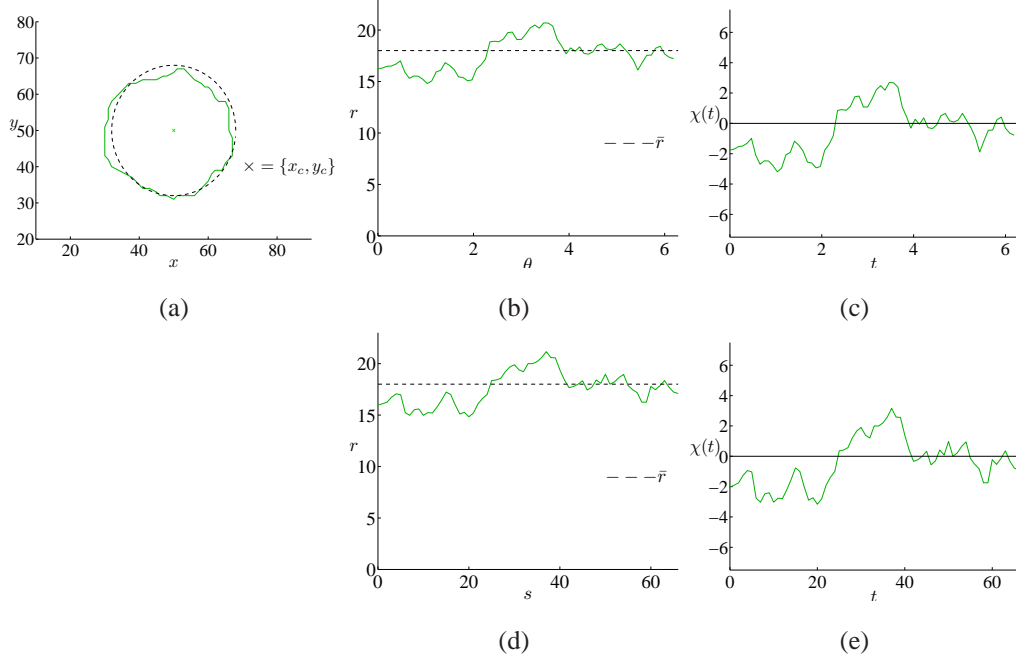 80
70
60
y 50
40
30
20
20 40 60 80
x
× = {x_c, y_c}
(a)
20
15
r
10
5
0
0 2 4 6
θ
r̄
(b)
6
4
2
χ(t)
0
−2
−4
−6
0 2 4 6
t
(c)
20
15
r
10
5
0
0 20 40 60
s
r̄
(d)
6
4
2
χ(t)
0
−2
−4
−6
0 20 40 60
t
(e)